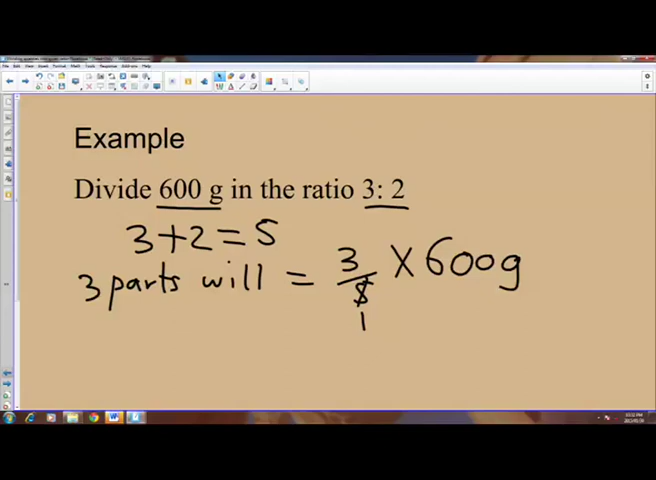 Example
Divide 600 g in the ratio 3: 2
3+2=5
3 parts will = 3/5 × 600g
1